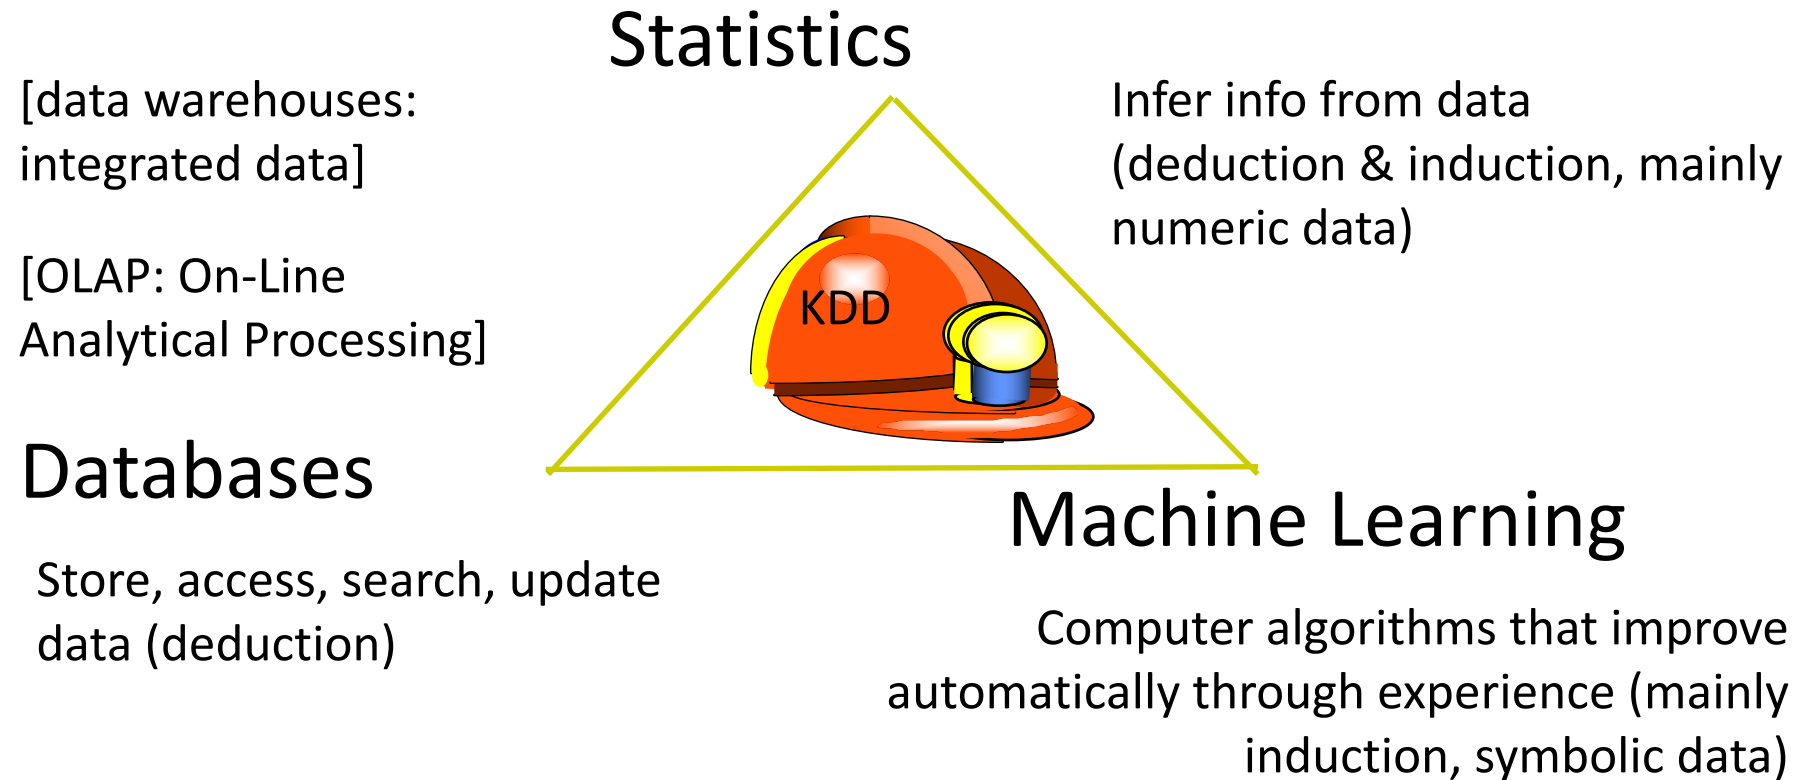 Statistics
[data warehouses:
integrated data]
[OLAP: On-Line
Analytical Processing]
Infer info from data
(deduction & induction, mainly
numeric data)
KDD
Databases
Store, access, search, update
data (deduction)
Machine Learning
Computer algorithms that improve
automatically through experience (mainly
induction, symbolic data)